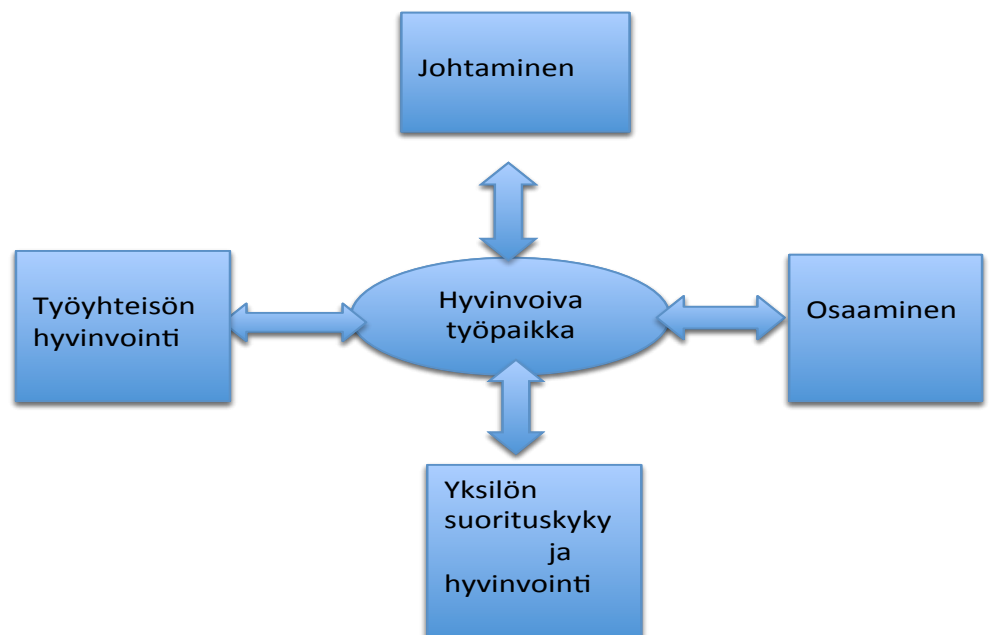 Johtaminen
Työyhteisön
hyvinvointi
Hyvinvoiva
työpaikka
Osaaminen
Yksilön
suorituskyky
ja
hyvinvointi